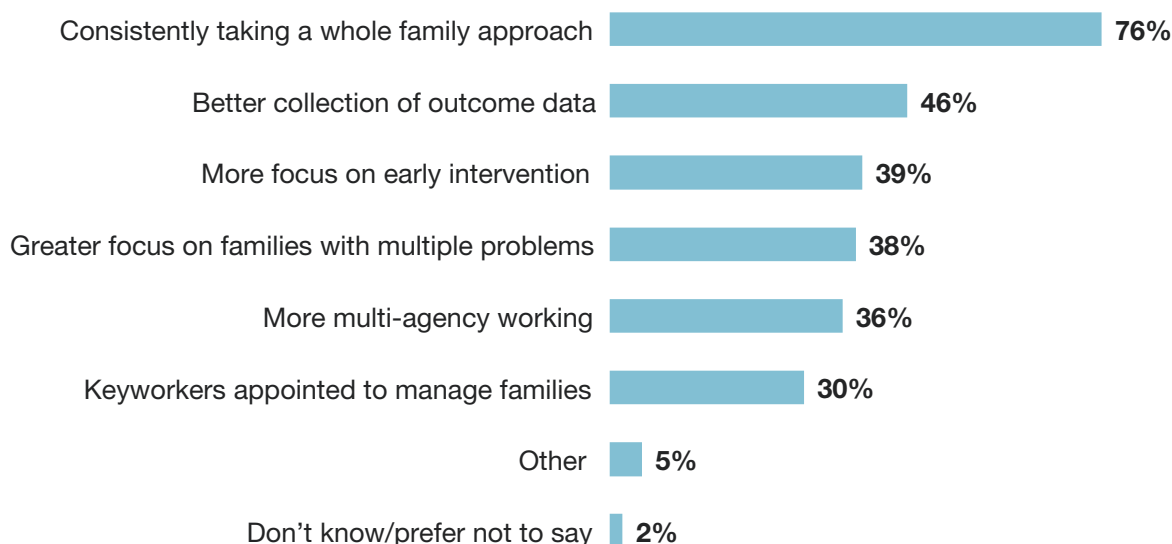 Consistently taking a whole family approach 76%
Better collection of outcome data 46%
More focus on early intervention 39%
Greater focus on families with multiple problems 38%
More multi-agency working 36%
Keyworkers appointed to manage families 30%
Other 5%
Don’t know/prefer not to say 2%